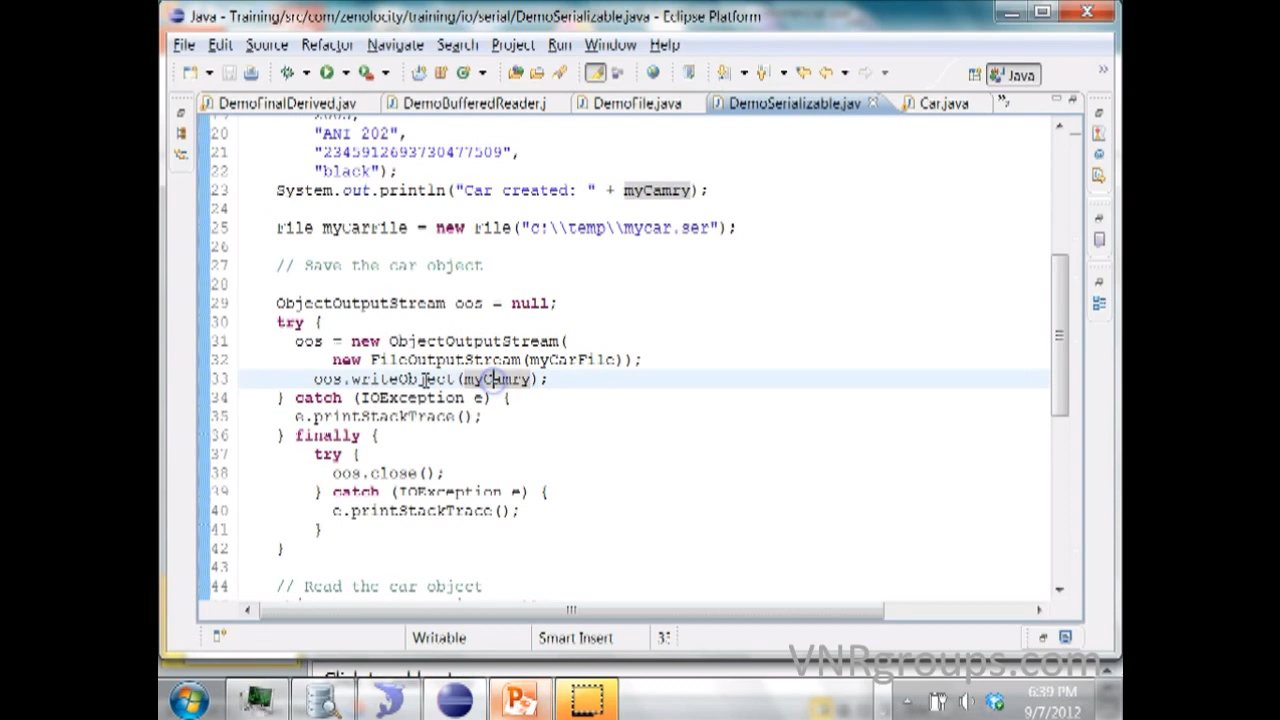 Java - Training/src/com/zenolocity/training/io/serial/DemoSerializable.java - Eclipse Platform
File Edit Source Refactor Navigate Search Project Run Window Help
Java
DemoFinalDerived.jav DemoBufferedReader.j DemoFile.java DemoSerializable.jav Car.java
20 "ANI 202",
21 "2345912693730477509",
22 "black");
23 System.out.println("Car created: " + myCamry);
24
25 File myCarFile = new File("c:\\temp\\mycar.ser");
26
27 // Save the car object
28
29 ObjectOutputStream oos = null;
30 try {
31 oos = new ObjectOutputStream(
32 new FileOutputStream(myCarFile));
33 oos.writeObject(myCamry);
34 } catch (IOException e) {
35 e.printStackTrace();
36 } finally {
37 try {
38 oos.close();
39 } catch (IOException e) {
40 e.printStackTrace();
41 }
42 }
43
44 // Read the car object
Writable Smart Insert
VNRgroups.com
6:39 PM
9/7/2012